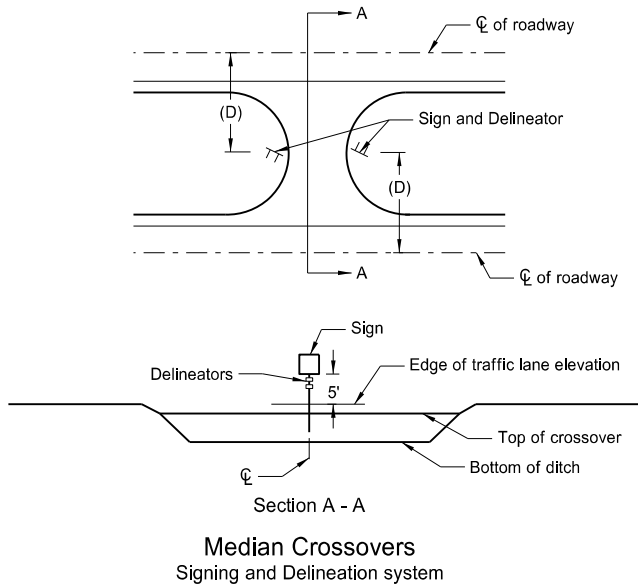 A
℄ of roadway
(D)
Sign and Delineator
(D)
A
℄ of roadway
Sign
Delineators
Edge of traffic lane elevation
5'
Top of crossover
Bottom of ditch
℄
Section A - A
Median Crossovers
Signing and Delineation system